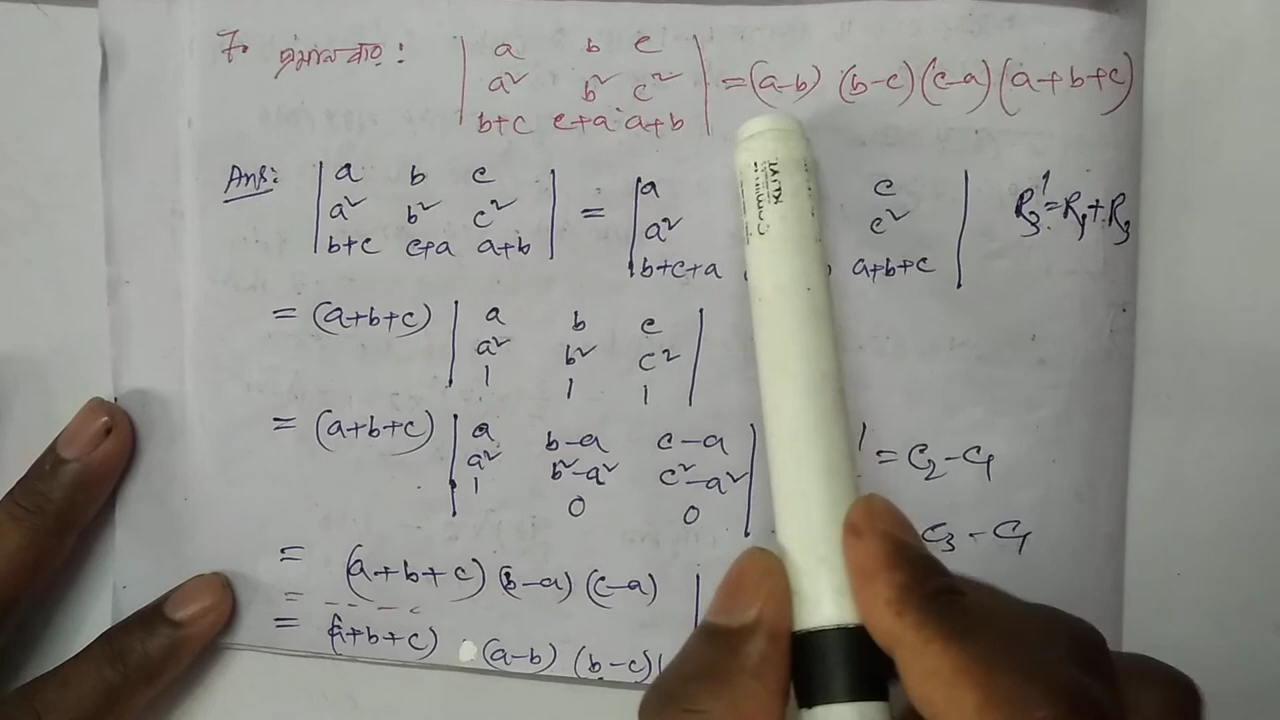 7. প্রমাণ কর: | a b c | = (a-b) (b-c) (c-a) (a+b+c)
| a² b² c² |
| b+c c+a a+b |
Ans: | a b c | = | a c | R₃' = R₁ + R₃
| a² b² c² | | a² c² |
| b+c c+a a+b | | b+c+a a+b+c |
= (a+b+c) | a b c |
| a² b² c² |
| 1 1 1 |
= (a+b+c) | a b-a c-a |
| a² b²-a² c²-a² | ' = C₂ - C₁
| 1 0 0 |
C₃ - C₁
= (a+b+c) (b-a) (c-a) |
= - - - -
= (a+b+c) (a-b) (b-c)